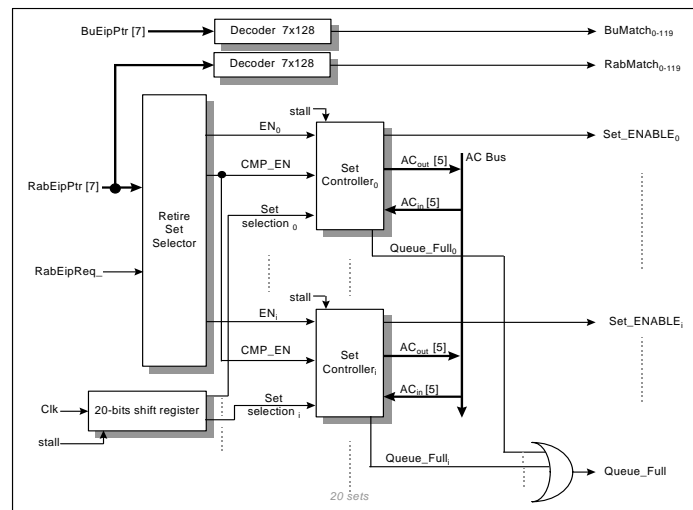 BuEipPtr [7]
Decoder 7x128
BuMatch0-119
Decoder 7x128
RabMatch0-119
stall
EN0
Set_ENABLE0
CMP_EN
Set
Controller0
ACout [5]
AC Bus
RabEipPtr [7]
ACin [5]
Retire
Set
Selector
Set
selection 0
Queue_Full0
RabEipReq_
stall
ENi
Set_ENABLEi
CMP_EN
Set
Controlleri
ACout [5]
ACin [5]
Clk
20-bits shift register
Set
selection i
stall
Queue_Fulli
Queue_Full
20 sets